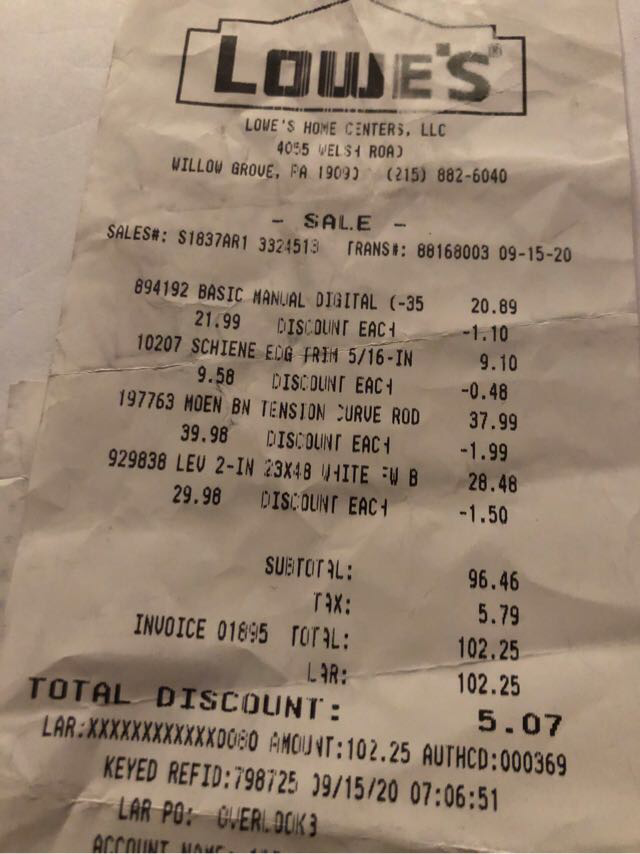 LOWE'S®
LOWE'S HOME CENTERS, LLC
4055 WELSH ROAD
WILLOW GROVE, PA 19090 (215) 882-6040
- SALE -
SALES#: S1837AR1 3324513 TRANS#: 88168003 09-15-20
894192 BASIC MANUAL DIGITAL (-35 20.89
21.99 DISCOUNT EACH -1.10
10207 SCHIENE EDG TRIM 5/16-IN 9.10
9.58 DISCOUNT EACH -0.48
197763 MOEN BN TENSION CURVE ROD 37.99
39.98 DISCOUNT EACH -1.99
929838 LEV 2-IN 23X48 WHITE FW B 28.48
29.98 DISCOUNT EACH -1.50
SUBTOTAL: 96.46
TAX: 5.79
INVOICE 01895 TOTAL: 102.25
LAR: 102.25
TOTAL DISCOUNT: 5.07
LAR:XXXXXXXXXXXX0080 AMOUNT:102.25 AUTHCD:000369
KEYED REFID:798725 09/15/20 07:06:51
LAR PO: OVERLOOK3
ACCOUNT NAME: